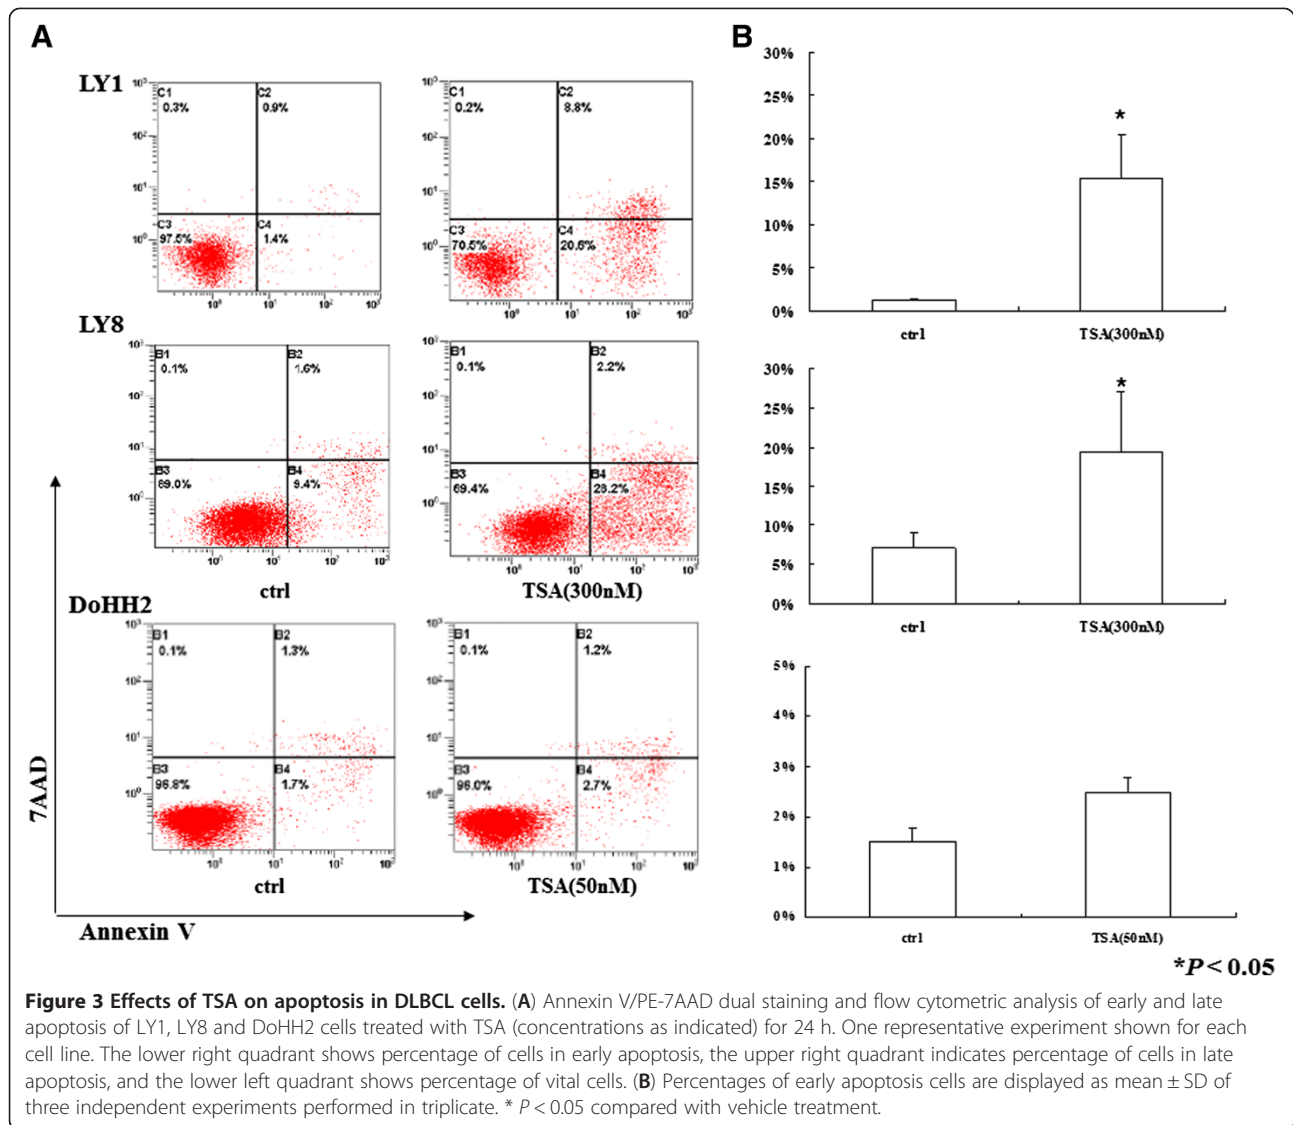 A
B
LY1
C1
0.3%
C2
0.9%
C3
97.5%
C4
1.4%
C1
0.2%
C2
8.8%
C3
70.5%
C4
20.6%
30%
25%
20%
15%
10%
5%
0%
*
ctrl
TSA(300nM)
LY8
B1
0.1%
B2
1.6%
B3
B4
9.4%
ctrl
B1
0.1%
B2
2.2%
B3
69.4%
B4
28.2%
TSA(300nM)
30%
25%
20%
15%
10%
5%
0%
*
ctrl
TSA(300nM)
DoHH2
B1
0.1%
B2
1.3%
B3
96.8%
B4
1.7%
ctrl
B1
0.1%
B2
1.2%
B3
96.0%
B4
2.7%
TSA(50nM)
5%
4%
3%
2%
1%
0%
ctrl
TSA(50nM)
7AAD
Annexin V
*P < 0.05
Figure 3 Effects of TSA on apoptosis in DLBCL cells. (A) Annexin V/PE-7AAD dual staining and flow cytometric analysis of early and late
apoptosis of LY1, LY8 and DoHH2 cells treated with TSA (concentrations as indicated) for 24 h. One representative experiment shown for each
cell line. The lower right quadrant shows percentage of cells in early apoptosis, the upper right quadrant indicates percentage of cells in late
apoptosis, and the lower left quadrant shows percentage of vital cells. (B) Percentages of early apoptosis cells are displayed as mean ± SD of
three independent experiments performed in triplicate. * P < 0.05 compared with vehicle treatment.